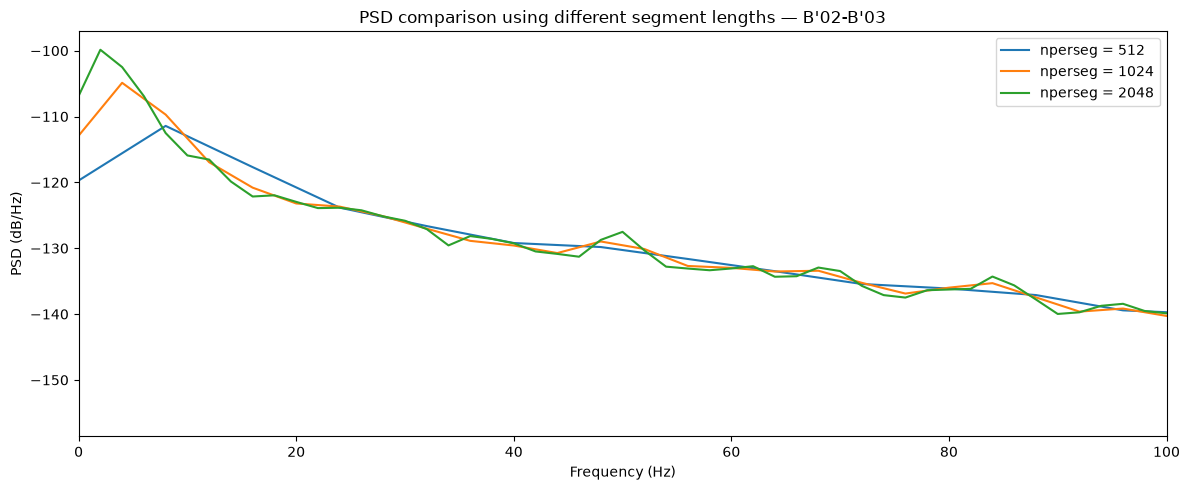 PSD comparison using different segment lengths — B'02-B'03
nperseg = 512
nperseg = 1024
nperseg = 2048
PSD (dB/Hz)
−100
−110
−120
−130
−140
−150
0 20 40 60 80 100
Frequency (Hz)